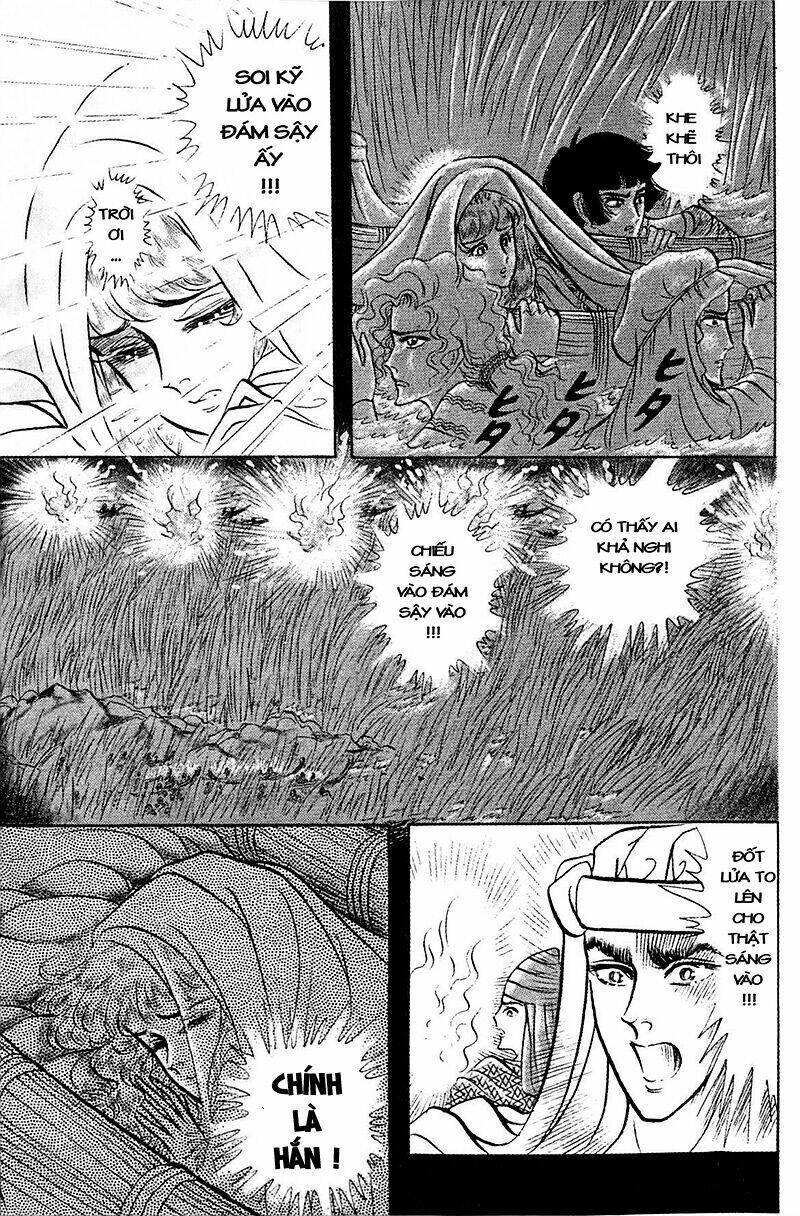 SOI KỸ
LỬA VÀO
ĐÁM SẬY
ẤY
!!!
TRỜI
ƠI
...
KHE
KHẼ
THÔI
ヒタ
ヒタ
ヒタ
CHIẾU
SÁNG
VÀO ĐÁM
SẬY VÀO
!!!
CÓ THẤY AI
KHẢ NGHI
KHÔNG?!
CHÍNH
LÀ
HẮN !
ĐỐT
LỬA TO
LÊN
CHO
THẬT
SÁNG
VÀO
!!!